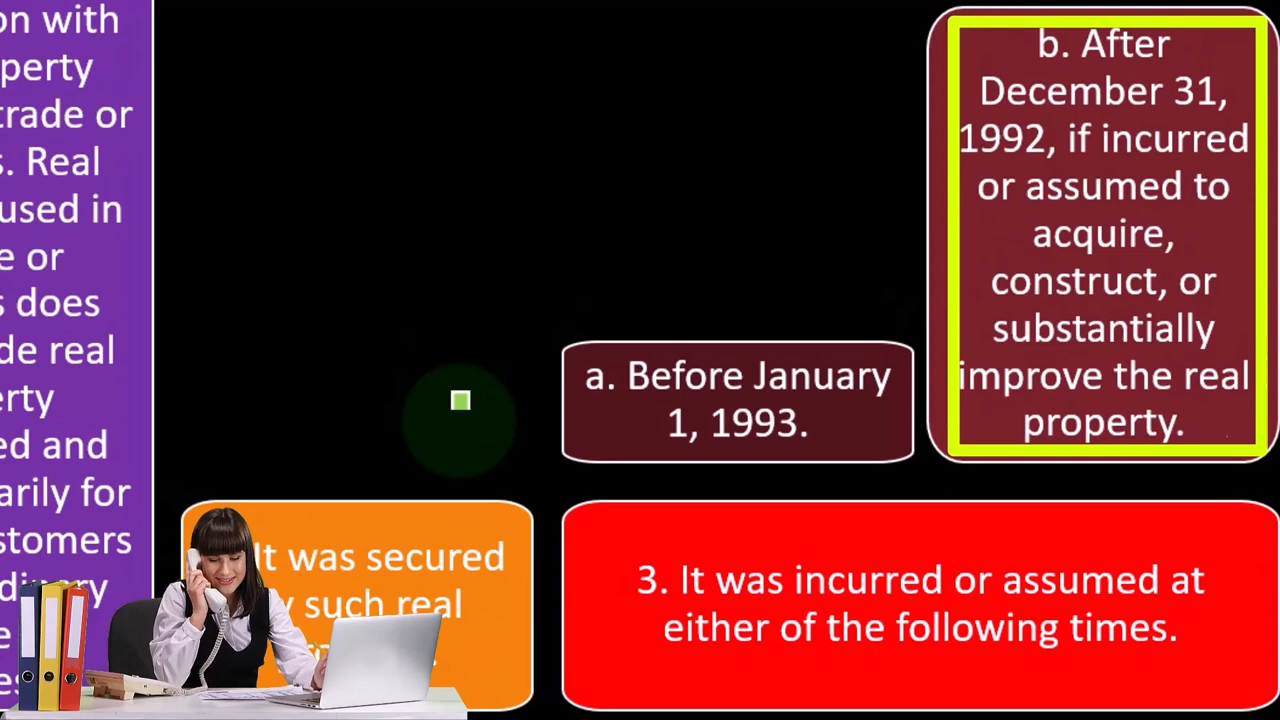 on with
perty
trade or
s. Real
used in
e or
s does
de real
erty
ed and
arily for
stomers
b. After
December 31,
1992, if incurred
or assumed to
acquire,
construct, or
substantially
improve the real
property.
a. Before January
1, 1993.
It was secured
such real
3. It was incurred or assumed at
either of the following times.